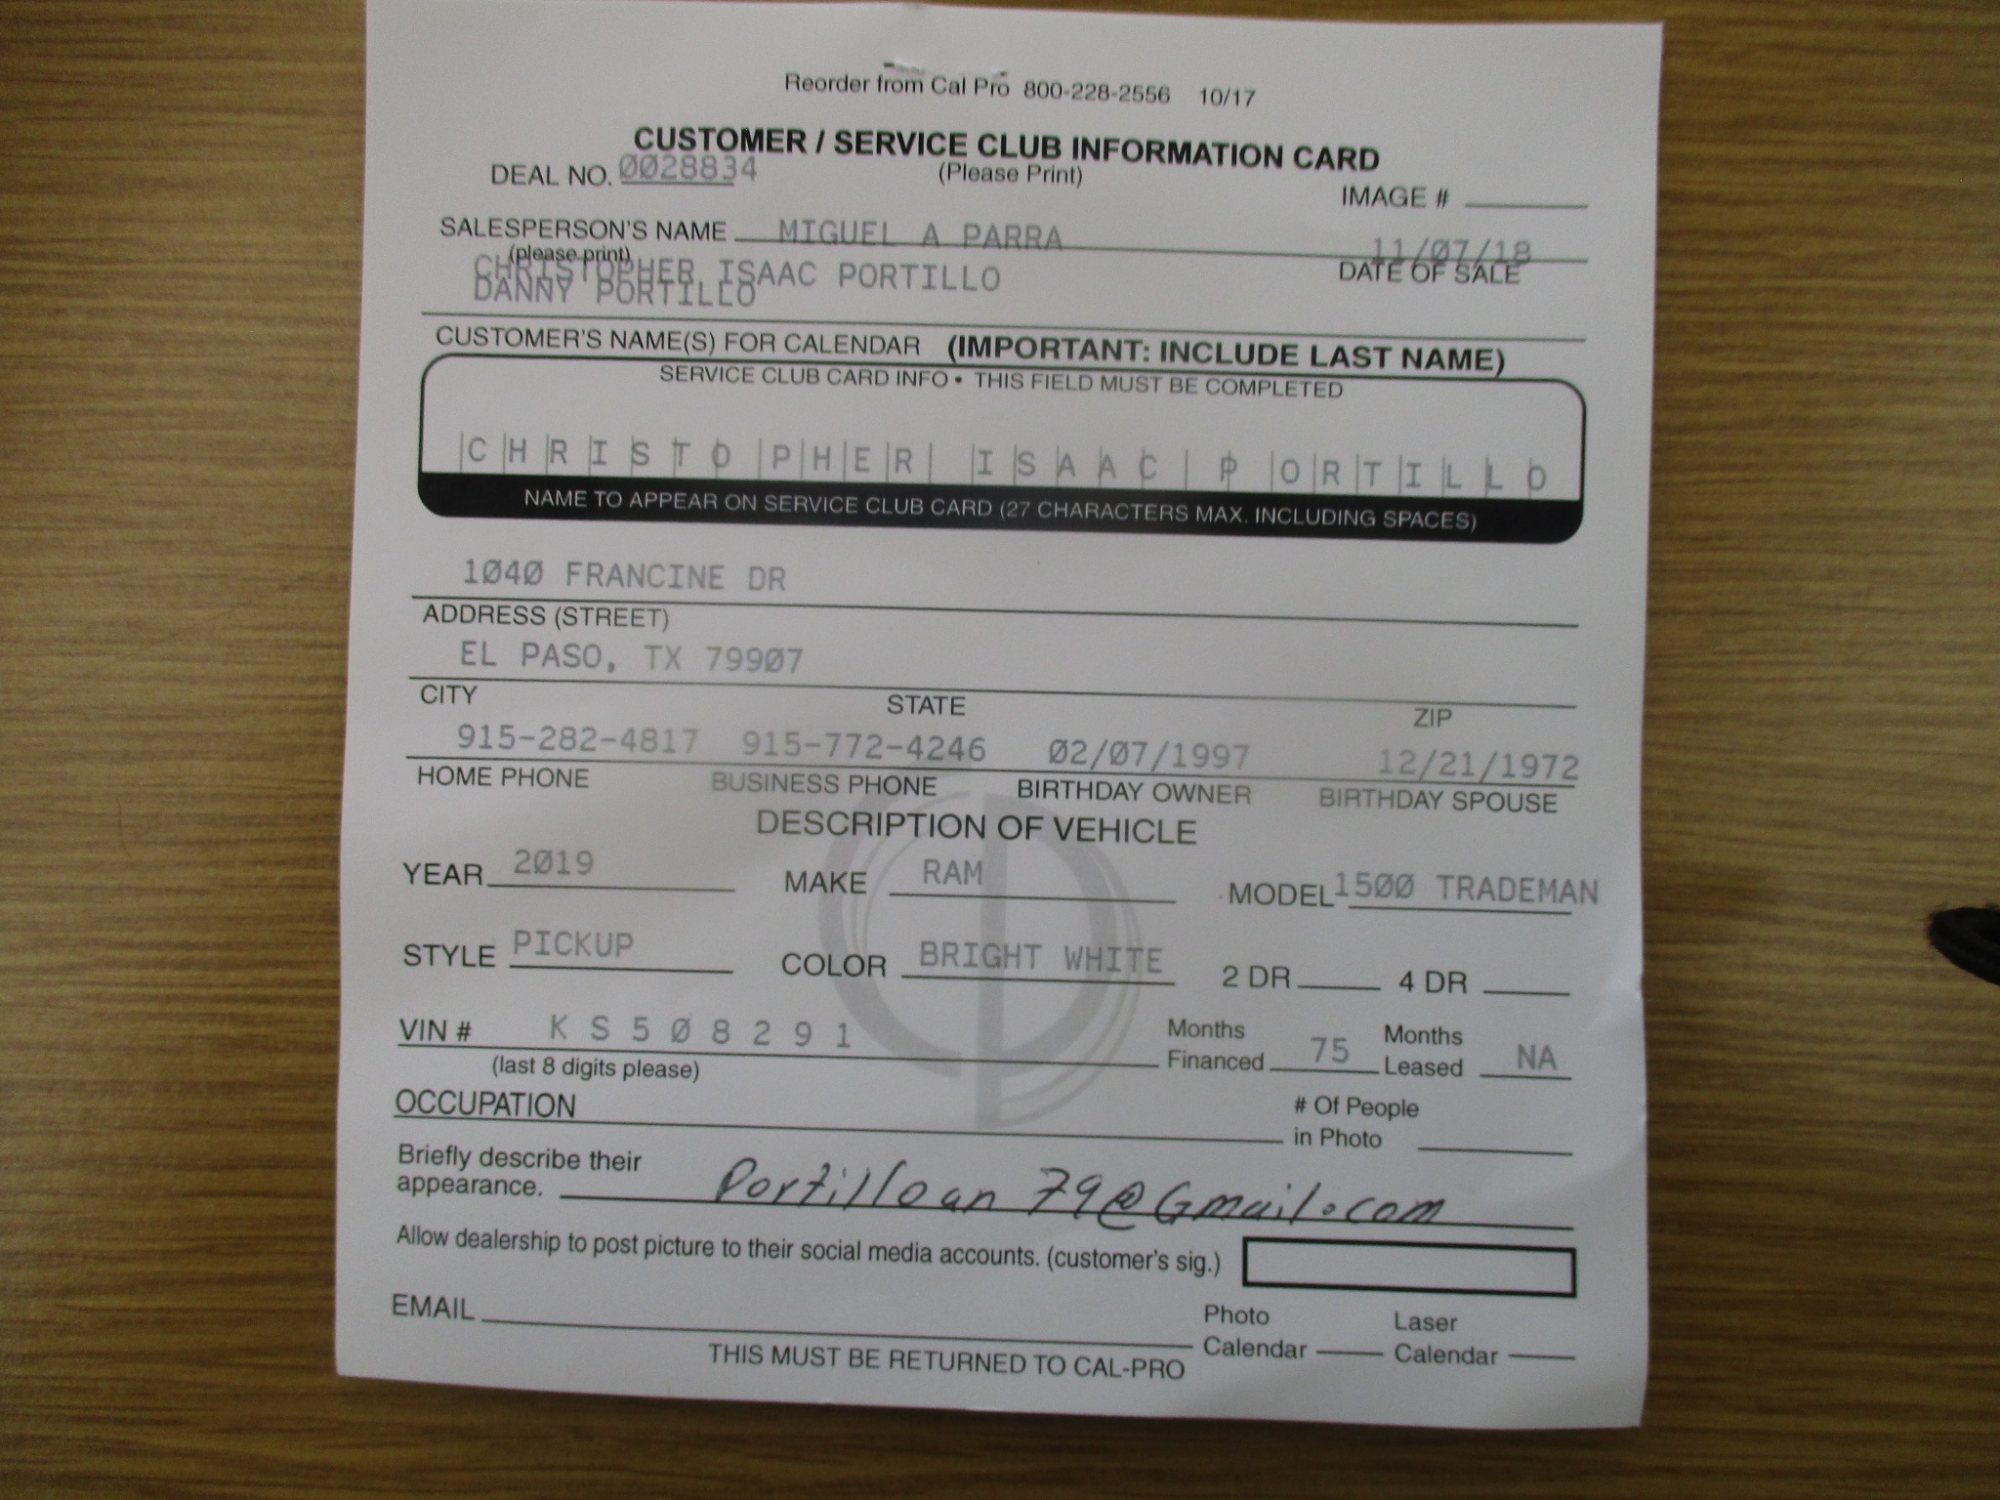 Reorder from Cal Pro 800-228-2556 10/17
CUSTOMER / SERVICE CLUB INFORMATION CARD
DEAL NO. 0028834 (Please Print)
IMAGE #
SALESPERSON'S NAME MIGUEL A PARRA 11/07/18
(please print) DATE OF SALE
CHRISTOPHER ISAAC PORTILLO
DANNY PORTILLO
CUSTOMER'S NAME(S) FOR CALENDAR (IMPORTANT: INCLUDE LAST NAME)
SERVICE CLUB CARD INFO • THIS FIELD MUST BE COMPLETED
CHRISTOPHER ISAAC PORTILLO
NAME TO APPEAR ON SERVICE CLUB CARD (27 CHARACTERS MAX. INCLUDING SPACES)
1040 FRANCINE DR
ADDRESS (STREET)
EL PASO, TX 79907
CITY STATE ZIP
915-282-4817 915-772-4246 02/07/1997 12/21/1972
HOME PHONE BUSINESS PHONE BIRTHDAY OWNER BIRTHDAY SPOUSE
DESCRIPTION OF VEHICLE
YEAR 2019 MAKE RAM MODEL 1500 TRADEMAN
STYLE PICKUP COLOR BRIGHT WHITE 2 DR 4 DR
VIN # KS508291 Months Financed 75 Months Leased NA
(last 8 digits please)
OCCUPATION # Of People in Photo
Briefly describe their
appearance. Portilloan79@Gmail.com
Allow dealership to post picture to their social media accounts. (customer's sig.)
EMAIL Photo Calendar Laser Calendar
THIS MUST BE RETURNED TO CAL-PRO